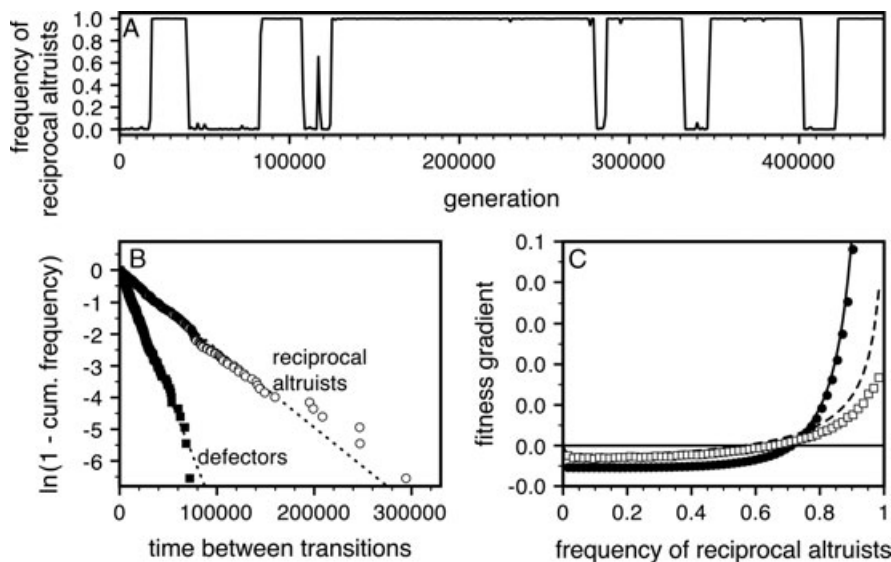 A
frequency of
reciprocal altruists
1.0
0.8
0.6
0.4
0.2
0.0
0 100000 200000 300000 400000
generation
B
ln(1 - cum. frequency)
0
-1
-2
-3
-4
-5
-6
reciprocal
altruists
defectors
0 100000 200000 300000
time between transitions
C
fitness gradient
0.1
0.0
0.0
0.0
0.0
-0.0
0 0.2 0.4 0.6 0.8 1
frequency of reciprocal altruists